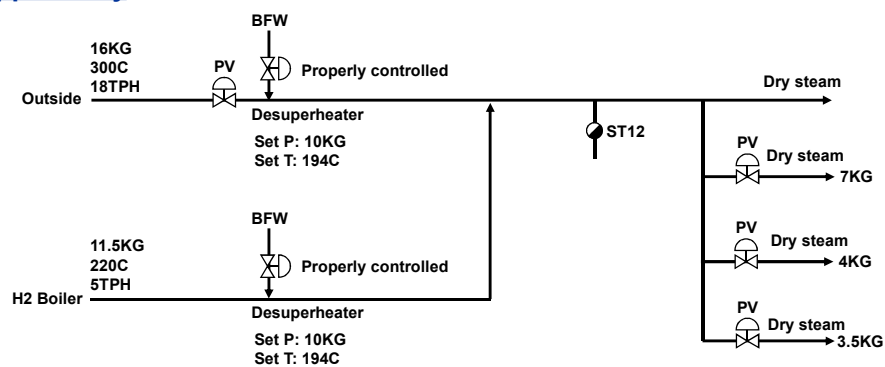 BFW
16KG
300C
18TPH
PV
Properly controlled
Outside
Desuperheater
Set P: 10KG
Set T: 194C
Dry steam
ST12
PV
Dry steam
7KG
BFW
11.5KG
220C
5TPH
Properly controlled
H2 Boiler
Desuperheater
Set P: 10KG
Set T: 194C
PV
Dry steam
4KG
PV
Dry steam
3.5KG